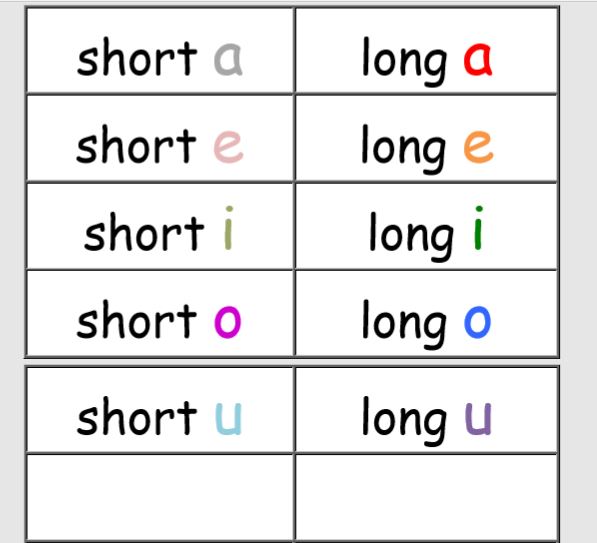 short a long a
short e long e
short i long i
short o long o
short u long u